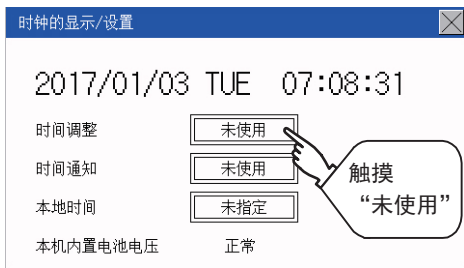 时钟的显示/设置
2017/01/03 TUE 07:08:31
时间调整 未使用
时间通知 未使用
本地时间 未指定
本机内置电池电压 正常
触摸
“未使用”